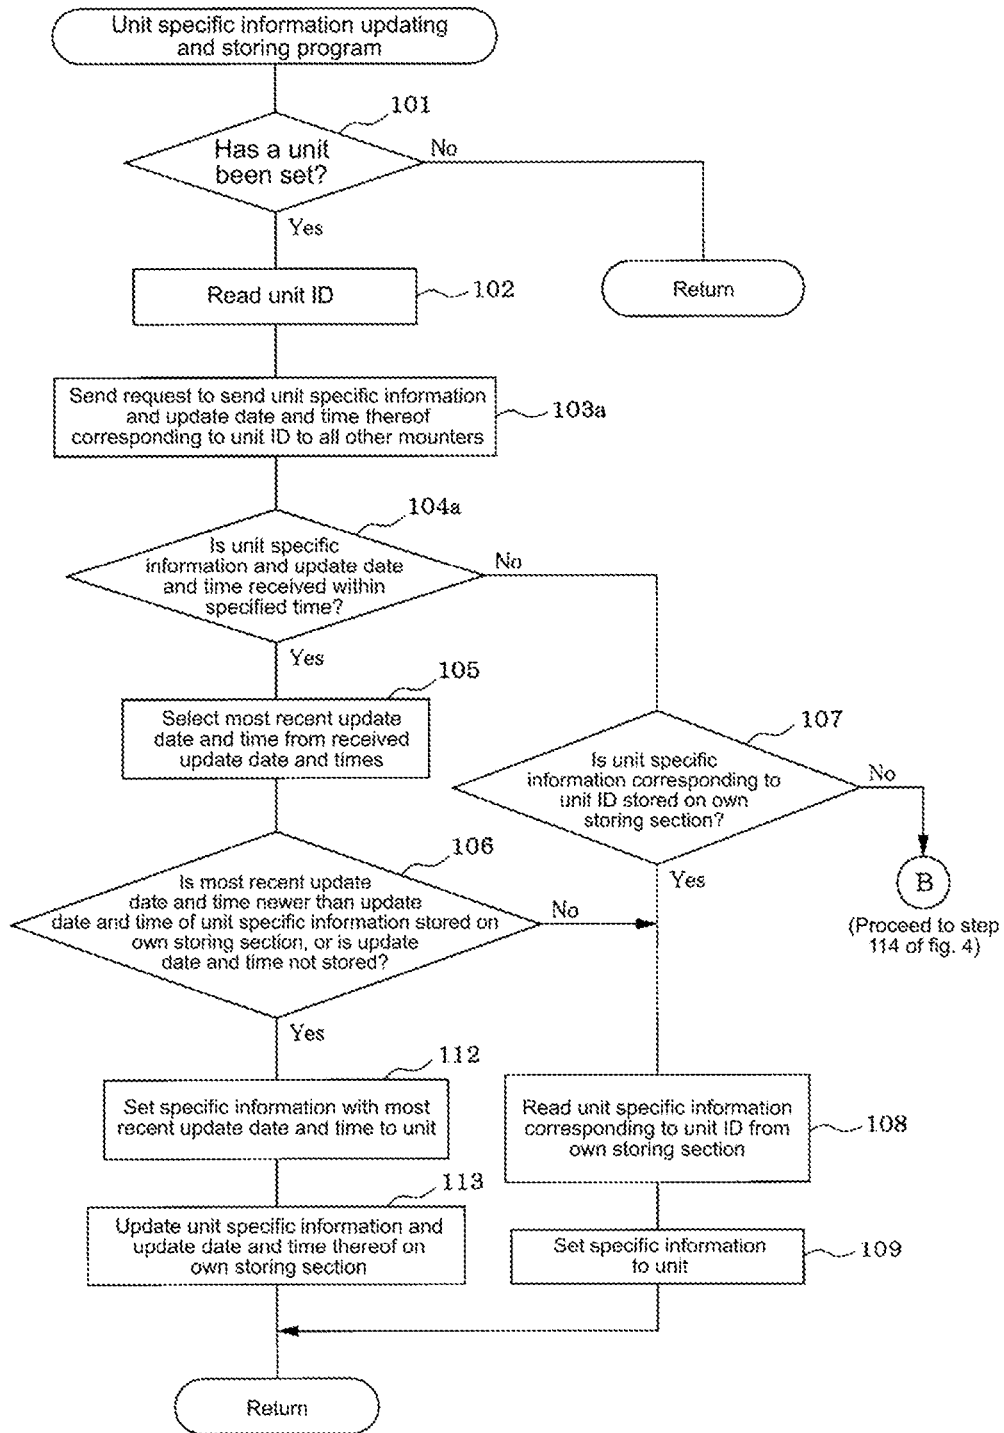 Unit specific information updating
and storing program
101
Has a unit
been set?
No
Yes
Read unit ID
102
Return
Send request to send unit specific information
and update date and time thereof
corresponding to unit ID to all other mounters
103a
104a
Is unit specific
information and update date
and time received within
specified time?
No
Yes
105
Select most recent update
date and time from received
update date and times
107
Is unit specific
information corresponding to
unit ID stored on own
storing section?
No
Yes
B
(Proceed to step
114 of fig. 4)
106
Is most recent update
date and time newer than update
date and time of unit specific information stored on
own storing section, or is update
date and time not stored?
No
Yes
112
Set specific information with most
recent update date and time to unit
Read unit specific information
corresponding to unit ID from
own storing section
108
113
Update unit specific information and
update date and time thereof on
own storing section
Set specific information
to unit
109
Return